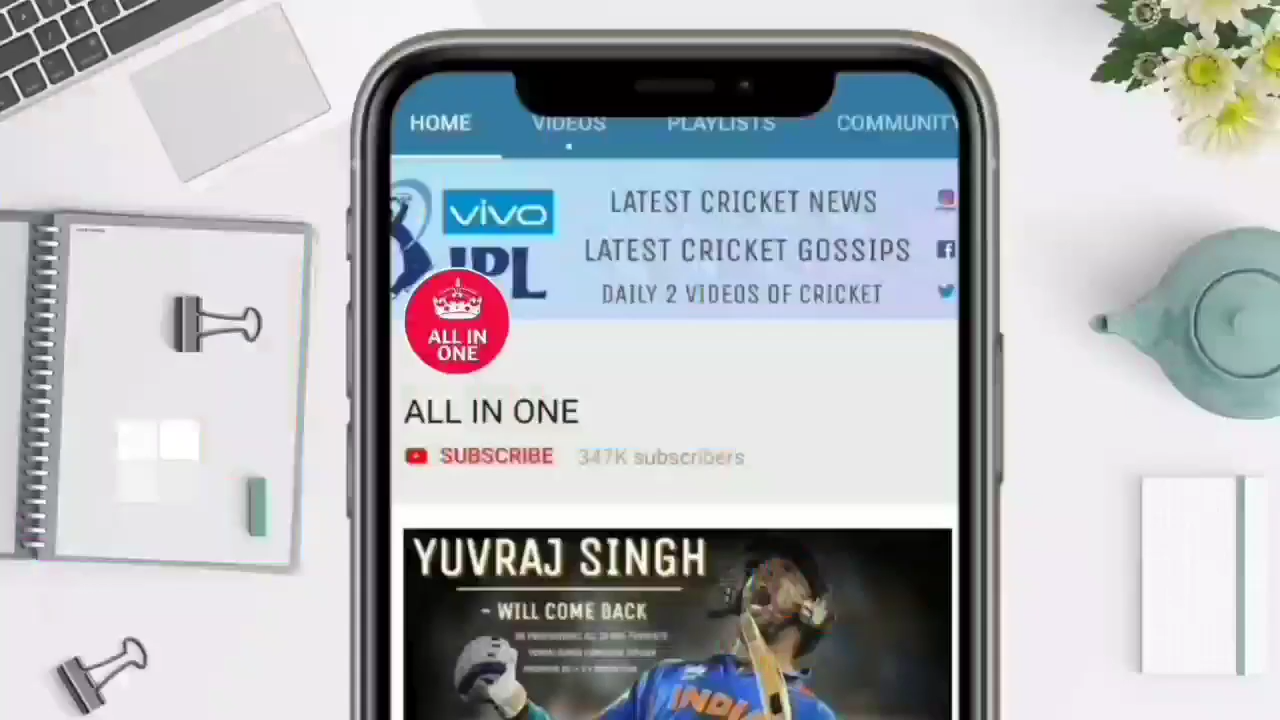 HOME VIDEOS PLAYLISTS COMMUNITY
vivo
IPL
LATEST CRICKET NEWS
LATEST CRICKET GOSSIPS
DAILY 2 VIDEOS OF CRICKET
ALL IN
ONE
ALL IN ONE
SUBSCRIBE 347K subscribers
YUVRAJ SINGH
- WILL COME BACK
INDIA